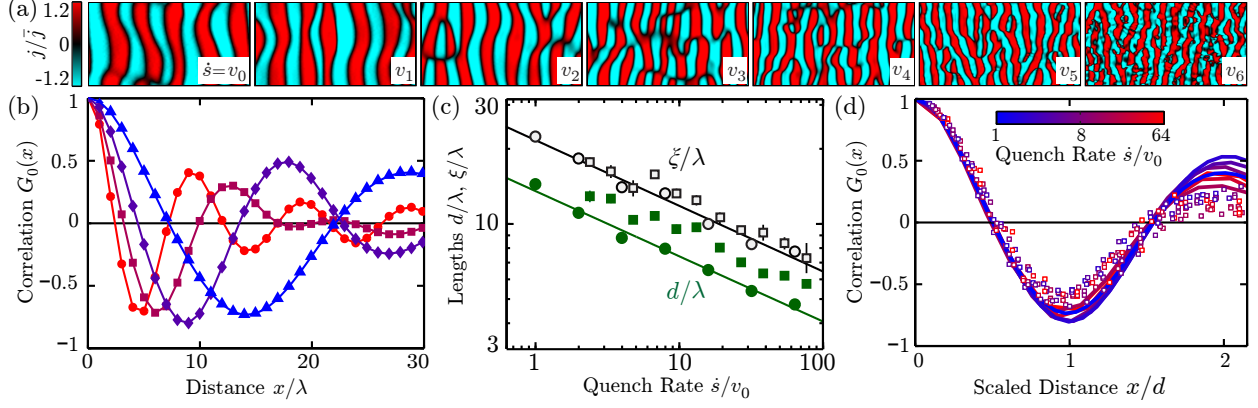 (a)
1.2
0
-1.2
j/j̄
ṡ=v₀
v₁
v₂
v₃
v₄
v₅
v₆
(b)
1
0.5
0
−0.5
−1
Correlation G₀(x)
0 10 20 30
Distance x/λ
(c)
30
10
3
Lengths d/λ, ξ/λ
ξ/λ
d/λ
1 10 100
Quench Rate ṡ/v₀
(d)
1
0.5
0
−0.5
−1
Correlation G₀(x)
1 8 64
Quench Rate ṡ/v₀
0 1 2
Scaled Distance x/d